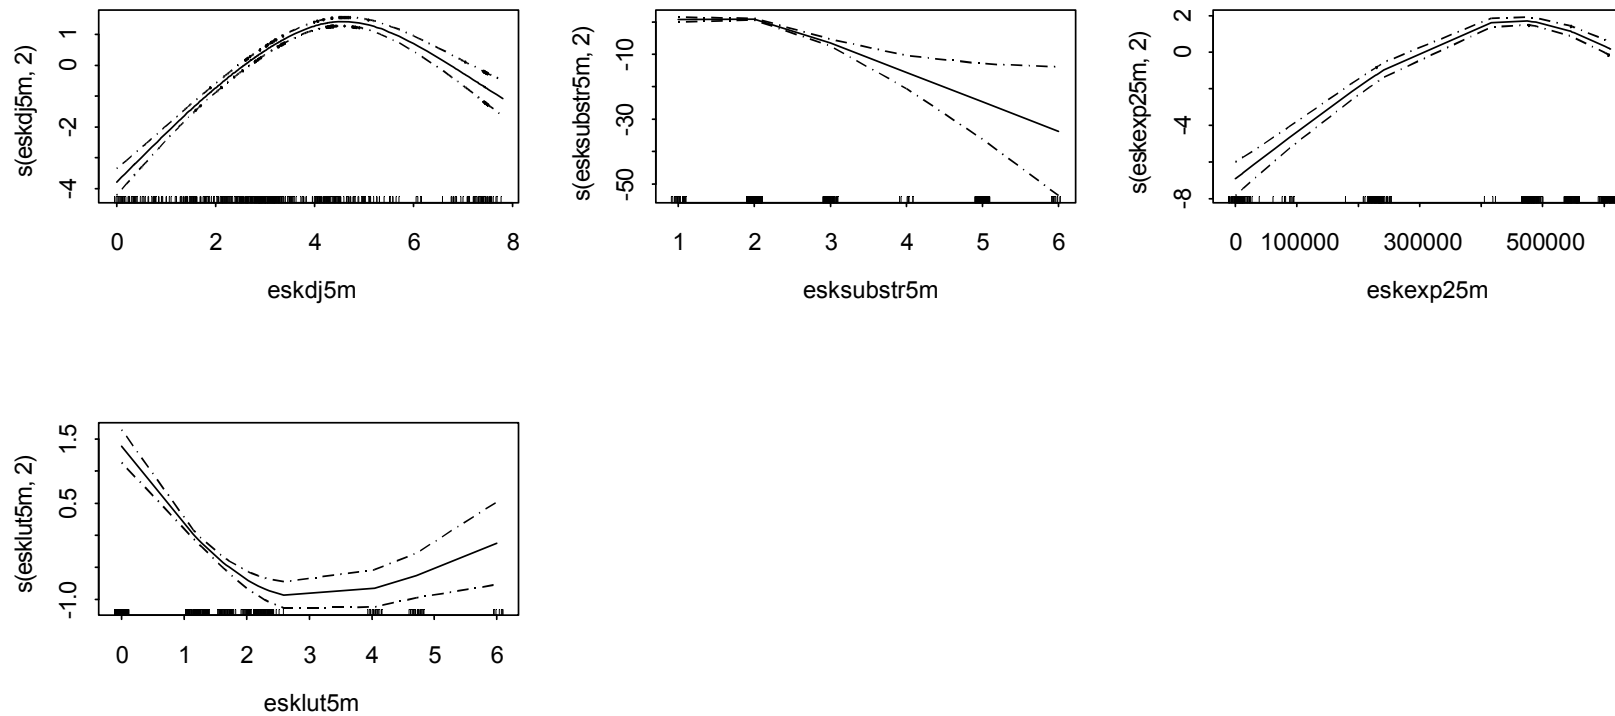 s(eskdj5m, 2)
1
0
-2
-4
0 2 4 6 8
eskdj5m
s(esksubstr5m, 2)
-10
-30
-50
1 2 3 4 5 6
esksubstr5m
s(eskexp25m, 2)
2
0
-4
-8
0 100000 300000 500000
eskexp25m
s(esklut5m, 2)
1.5
0.5
-1.0
0 1 2 3 4 5 6
esklut5m